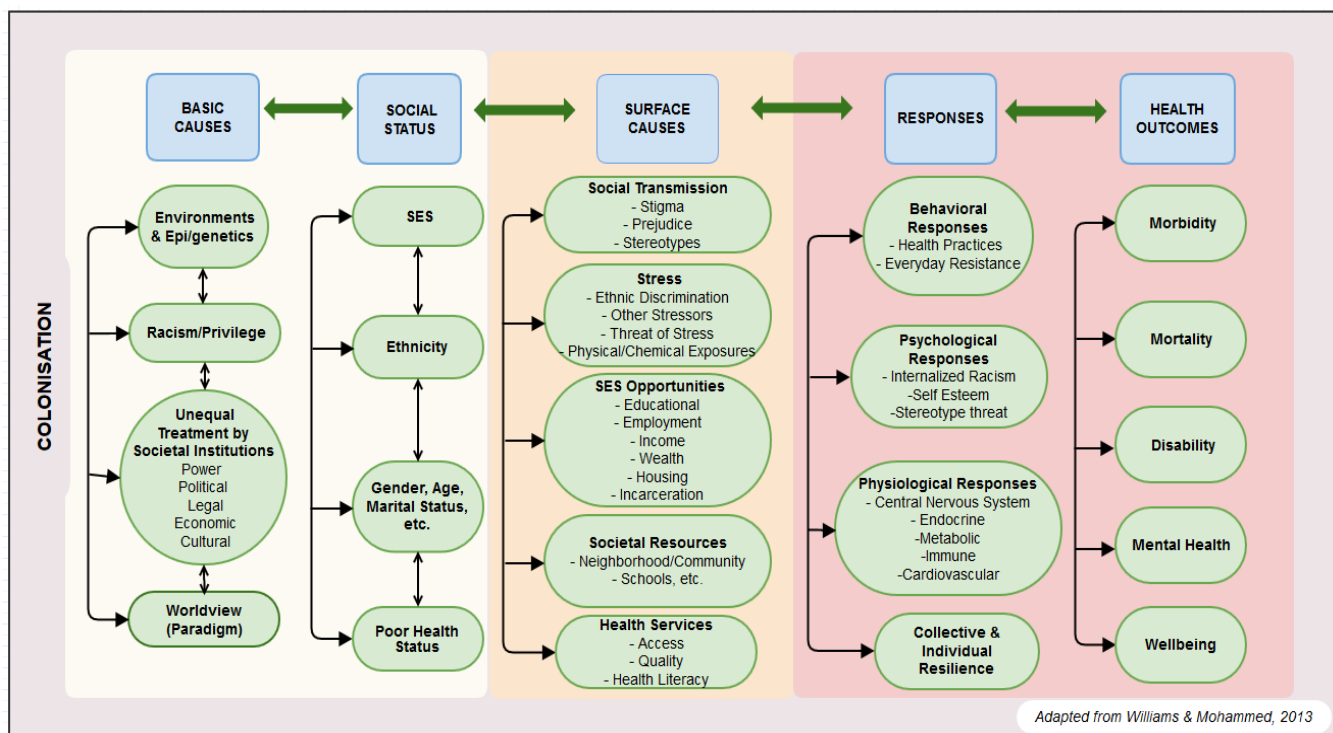 COLONISATION
BASIC
CAUSES
Environments
& Epi/genetics
Racism/Privilege
Unequal
Treatment by
Societal Institutions
Power
Political
Legal
Economic
Cultural
Worldview
(Paradigm)
SOCIAL
STATUS
SES
Ethnicity
Gender, Age,
Marital Status,
etc.
Poor Health
Status
SURFACE
CAUSES
Social Transmission
- Stigma
- Prejudice
- Stereotypes
Stress
- Ethnic Discrimination
- Other Stressors
- Threat of Stress
- Physical/Chemical Exposures
SES Opportunities
- Educational
- Employment
- Income
- Wealth
- Housing
- Incarceration
Societal Resources
- Neighborhood/Community
- Schools, etc.
Health Services
- Access
- Quality
- Health Literacy
RESPONSES
Behavioral
Responses
- Health Practices
- Everyday Resistance
Psychological
Responses
- Internalized Racism
-Self Esteem
-Stereotype threat
Physiological Responses
- Central Nervous System
- Endocrine
-Metabolic
-Immune
-Cardiovascular
Collective &
Individual
Resilience
HEALTH
OUTCOMES
Morbidity
Mortality
Disability
Mental Health
Wellbeing
Adapted from Williams & Mohammed, 2013